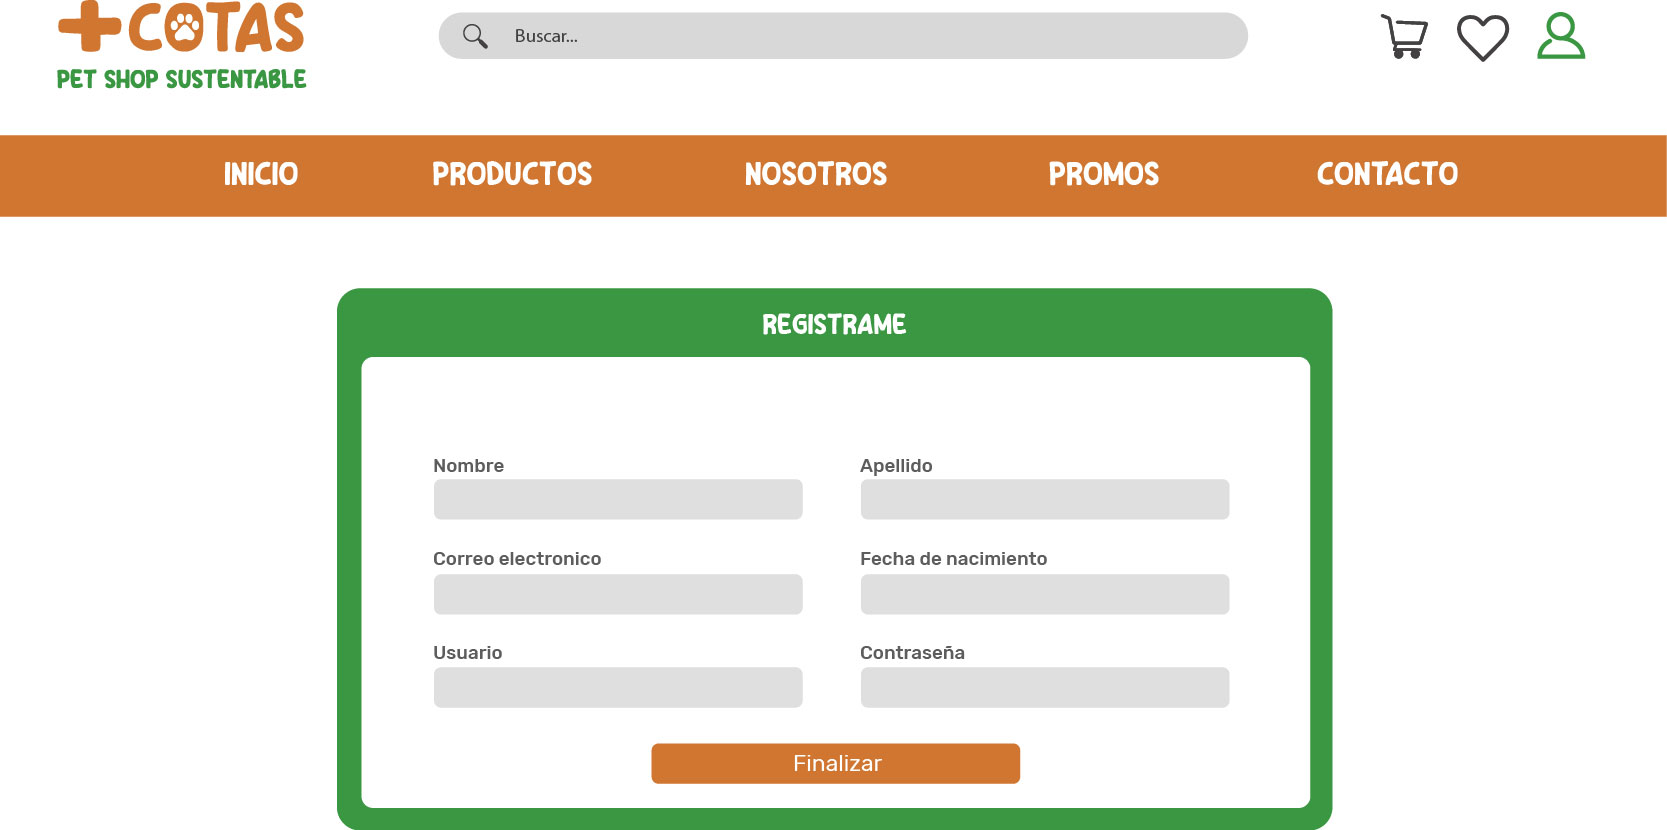 +COTAS
PET SHOP SUSTENTABLE
Buscar...
INICIO PRODUCTOS NOSOTROS PROMOS CONTACTO
REGISTRAME
Nombre Apellido
Correo electronico Fecha de nacimiento
Usuario Contraseña
Finalizar